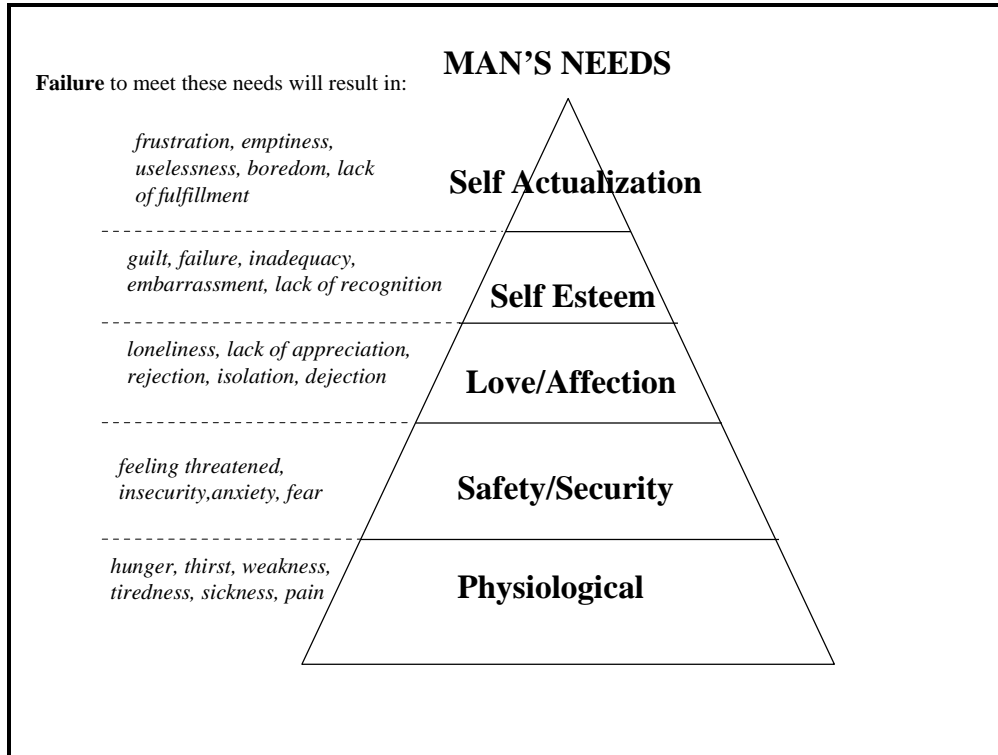 MAN’S NEEDS
Failure to meet these needs will result in:
frustration, emptiness,
uselessness, boredom, lack
of fulfillment
Self Actualization
guilt, failure, inadequacy,
embarrassment, lack of recognition
Self Esteem
loneliness, lack of appreciation,
rejection, isolation, dejection
Love/Affection
feeling threatened,
insecurity,anxiety, fear
Safety/Security
hunger, thirst, weakness,
tiredness, sickness, pain
Physiological